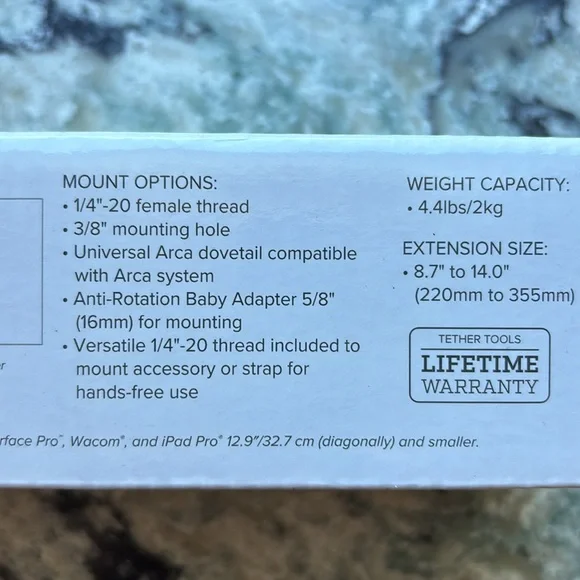 MOUNT OPTIONS:
• 1/4"-20 female thread
• 3/8" mounting hole
• Universal Arca dovetail compatible
with Arca system
• Anti-Rotation Baby Adapter 5/8"
(16mm) for mounting
• Versatile 1/4"-20 thread included to
mount accessory or strap for
hands-free use
WEIGHT CAPACITY:
• 4.4lbs/2kg
EXTENSION SIZE:
• 8.7" to 14.0"
(220mm to 355mm)
TETHER TOOLS
LIFETIME
WARRANTY
rface Pro™, Wacom®, and iPad Pro® 12.9"/32.7 cm (diagonally) and smaller.